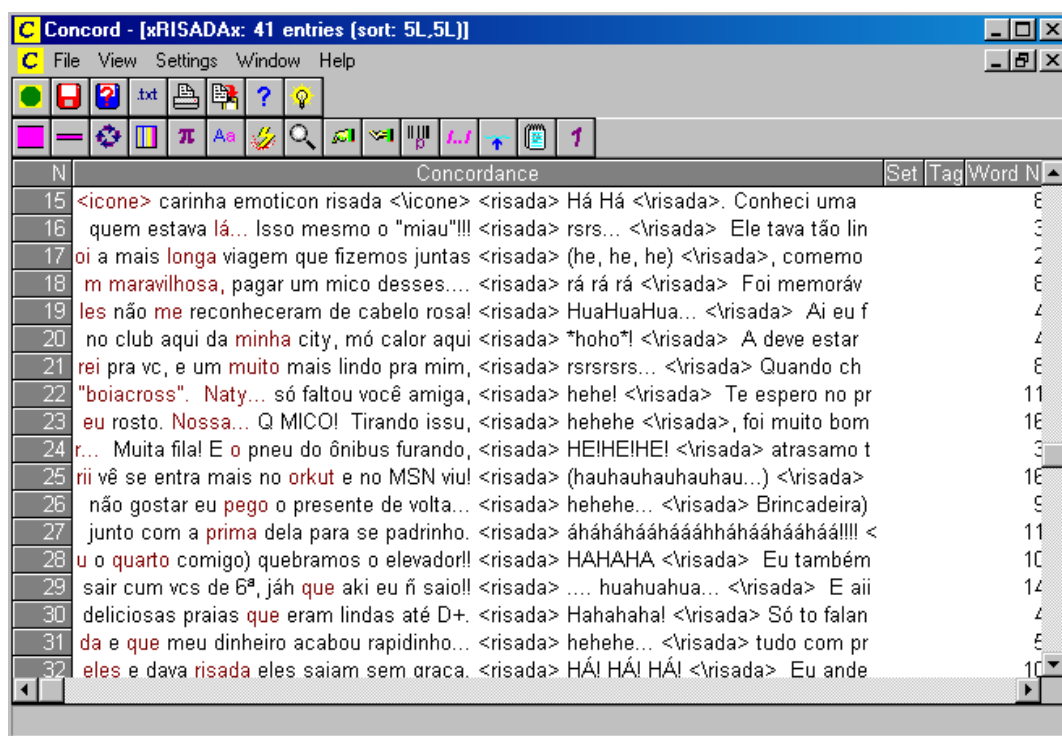 Concord - [xRISADAx: 41 entries (sort: 5L,5L)]
File View Settings Window Help
.txt
π Aa
N Concordance Set Tag Word N
15 <icone> carinha emoticon risada <\icone> <risada> Há Há <\risada>. Conheci uma
16 quem estava lá... Isso mesmo o "miau"!!! <risada> rsrs... <\risada> Ele tava tão lin
17 oi a mais longa viagem que fizemos juntas <risada> (he, he, he) <\risada>, comemo
18 m maravilhosa, pagar um mico desses.... <risada> rá rá rá <\risada> Foi memoráv
19 les não me reconheceram de cabelo rosa! <risada> HuaHuaHua... <\risada> Ai eu f
20 no club aqui da minha city, mó calor aqui <risada> *hoho*! <\risada> A deve estar
21 rei pra vc, e um muito mais lindo pra mim, <risada> rsrsrsrs... <\risada> Quando ch
22 "boiacross". Naty... só faltou você amiga, <risada> hehe! <\risada> Te espero no pr 11
23 eu rosto. Nossa... Q MICO! Tirando issu, <risada> hehehe <\risada>, foi muito bom
24 r... Muita fila! E o pneu do ônibus furando, <risada> HE!HE!HE! <\risada> atrasamo t
25 rii vê se entra mais no orkut e no MSN viu! <risada> (hauhauhauhauhau...) <\risada>
26 não gostar eu pego o presente de volta... <risada> hehehe... <\risada> Brincadeira)
27 junto com a prima dela para se padrinho. <risada> áháháhááháááhháhááhááháá!!!! < 11
28 u o quarto comigo) quebramos o elevador!! <risada> HAHAHA <\risada> Eu também 10
29 sair cum vcs de 6ª, jáh que aki eu ñ saio!! <risada> .... huahuahua... <\risada> E aii 14
30 deliciosas praias que eram lindas até D+. <risada> Hahahaha! <\risada> Só to falan
31 da e que meu dinheiro acabou rapidinho... <risada> hehehe... <\risada> tudo com pr
32 eles e dava risada eles saiam sem graça. <risada> HÁ! HÁ! HÁ! <\risada> Eu ande 10